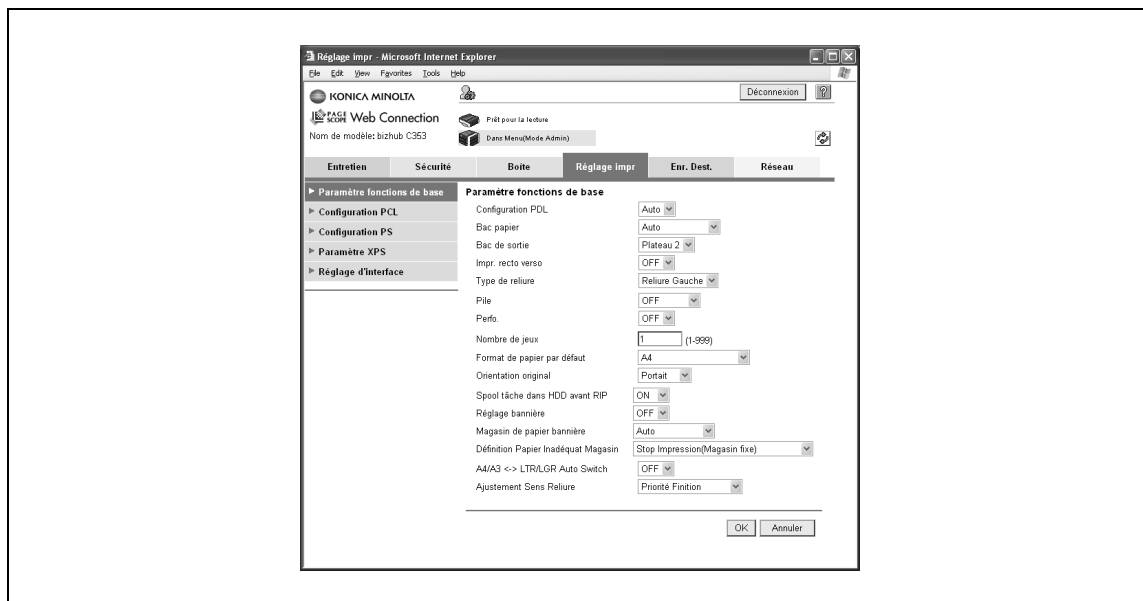 Réglage impr - Microsoft Internet Explorer
File Edit View Favorites Tools Help
KONICA MINOLTA
Déconnexion ?
PAGE SCOPE Web Connection
Prêt pour la lecture
Nom de modèle: bizhub C353
Dans Menu(Mode Admin)
Entretien Sécurité Boîte Réglage impr Enr. Dest. Réseau
Paramètre fonctions de base
Configuration PCL
Configuration PS
Paramètre XPS
Réglage d'interface
Paramètre fonctions de base
Configuration PDL Auto
Bac papier Auto
Bac de sortie Plateau 2
Impr. recto verso OFF
Type de reliure Reliure Gauche
Pile OFF
Perfo. OFF
Nombre de jeux 1 (1-999)
Format de papier par défaut A4
Orientation original Portait
Spool tâche dans HDD avant RIP ON
Réglage bannière OFF
Magasin de papier bannière Auto
Définition Papier Inadéquat Magasin Stop Impression(Magasin fixe)
A4/A3 <-> LTR/LGR Auto Switch OFF
Ajustement Sens Reliure Priorité Finition
OK Annuler